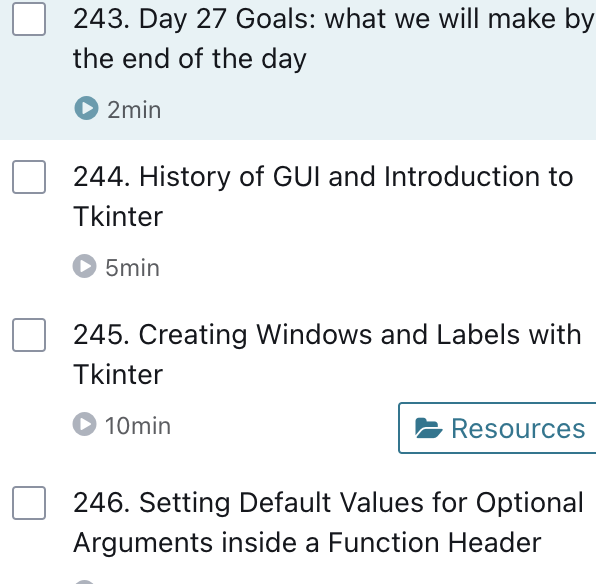 243. Day 27 Goals: what we will make by
the end of the day
2min
244. History of GUI and Introduction to
Tkinter
5min
245. Creating Windows and Labels with
Tkinter
10min
Resources
246. Setting Default Values for Optional
Arguments inside a Function Header